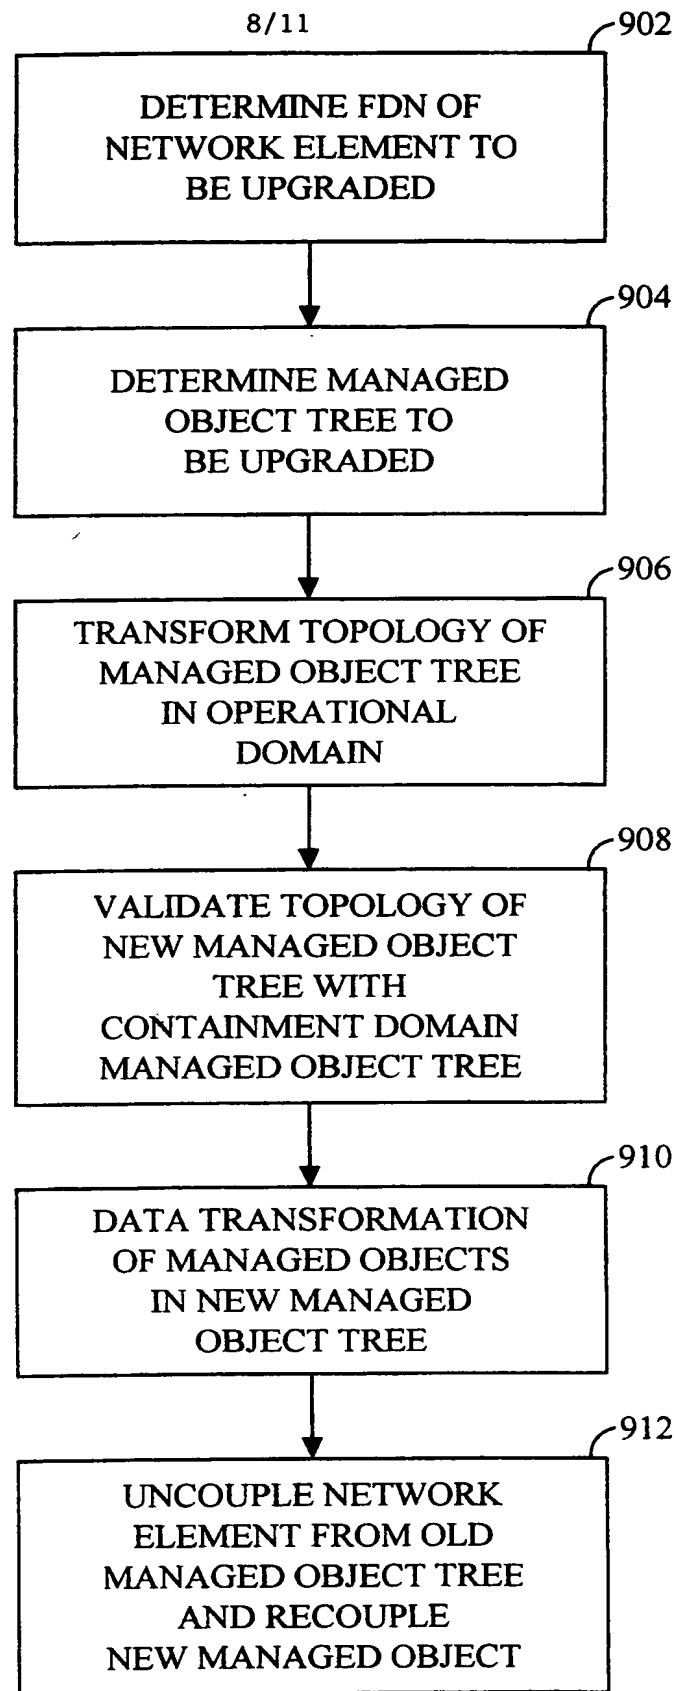 8/11
902
DETERMINE FDN OF
NETWORK ELEMENT TO
BE UPGRADED
904
DETERMINE MANAGED
OBJECT TREE TO
BE UPGRADED
906
TRANSFORM TOPOLOGY OF
MANAGED OBJECT TREE
IN OPERATIONAL
DOMAIN
908
VALIDATE TOPOLOGY OF
NEW MANAGED OBJECT
TREE WITH
CONTAINMENT DOMAIN
MANAGED OBJECT TREE
910
DATA TRANSFORMATION
OF MANAGED OBJECTS
IN NEW MANAGED
OBJECT TREE
912
UNCOUPLE NETWORK
ELEMENT FROM OLD
MANAGED OBJECT TREE
AND RECOUPLE
NEW MANAGED OBJECT